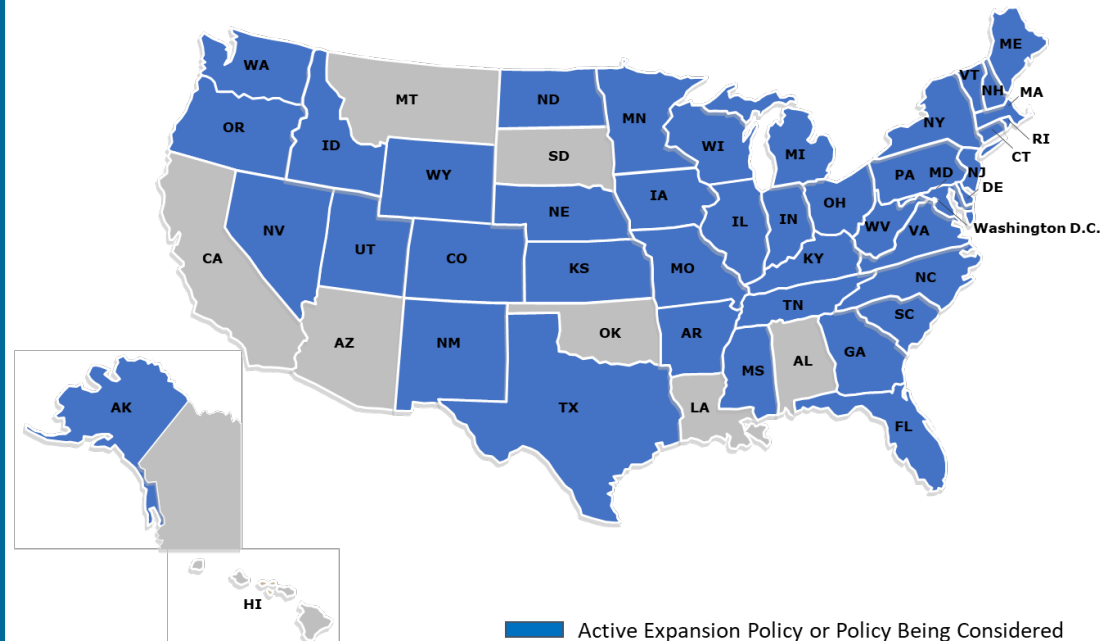 ME
WA
VT
NH
MA
MT
ND
MN
OR
NY
RI
ID
WI
SD
MI
CT
WY
PA
MD
NJ
DE
IA
NE
OH
IL
IN
WV
VA
Washington D.C.
NV
UT
CO
KY
CA
KS
MO
NC
TN
SC
OK
AR
AZ
NM
GA
AL
MS
AK
TX
LA
FL
HI
Active Expansion Policy or Policy Being Considered